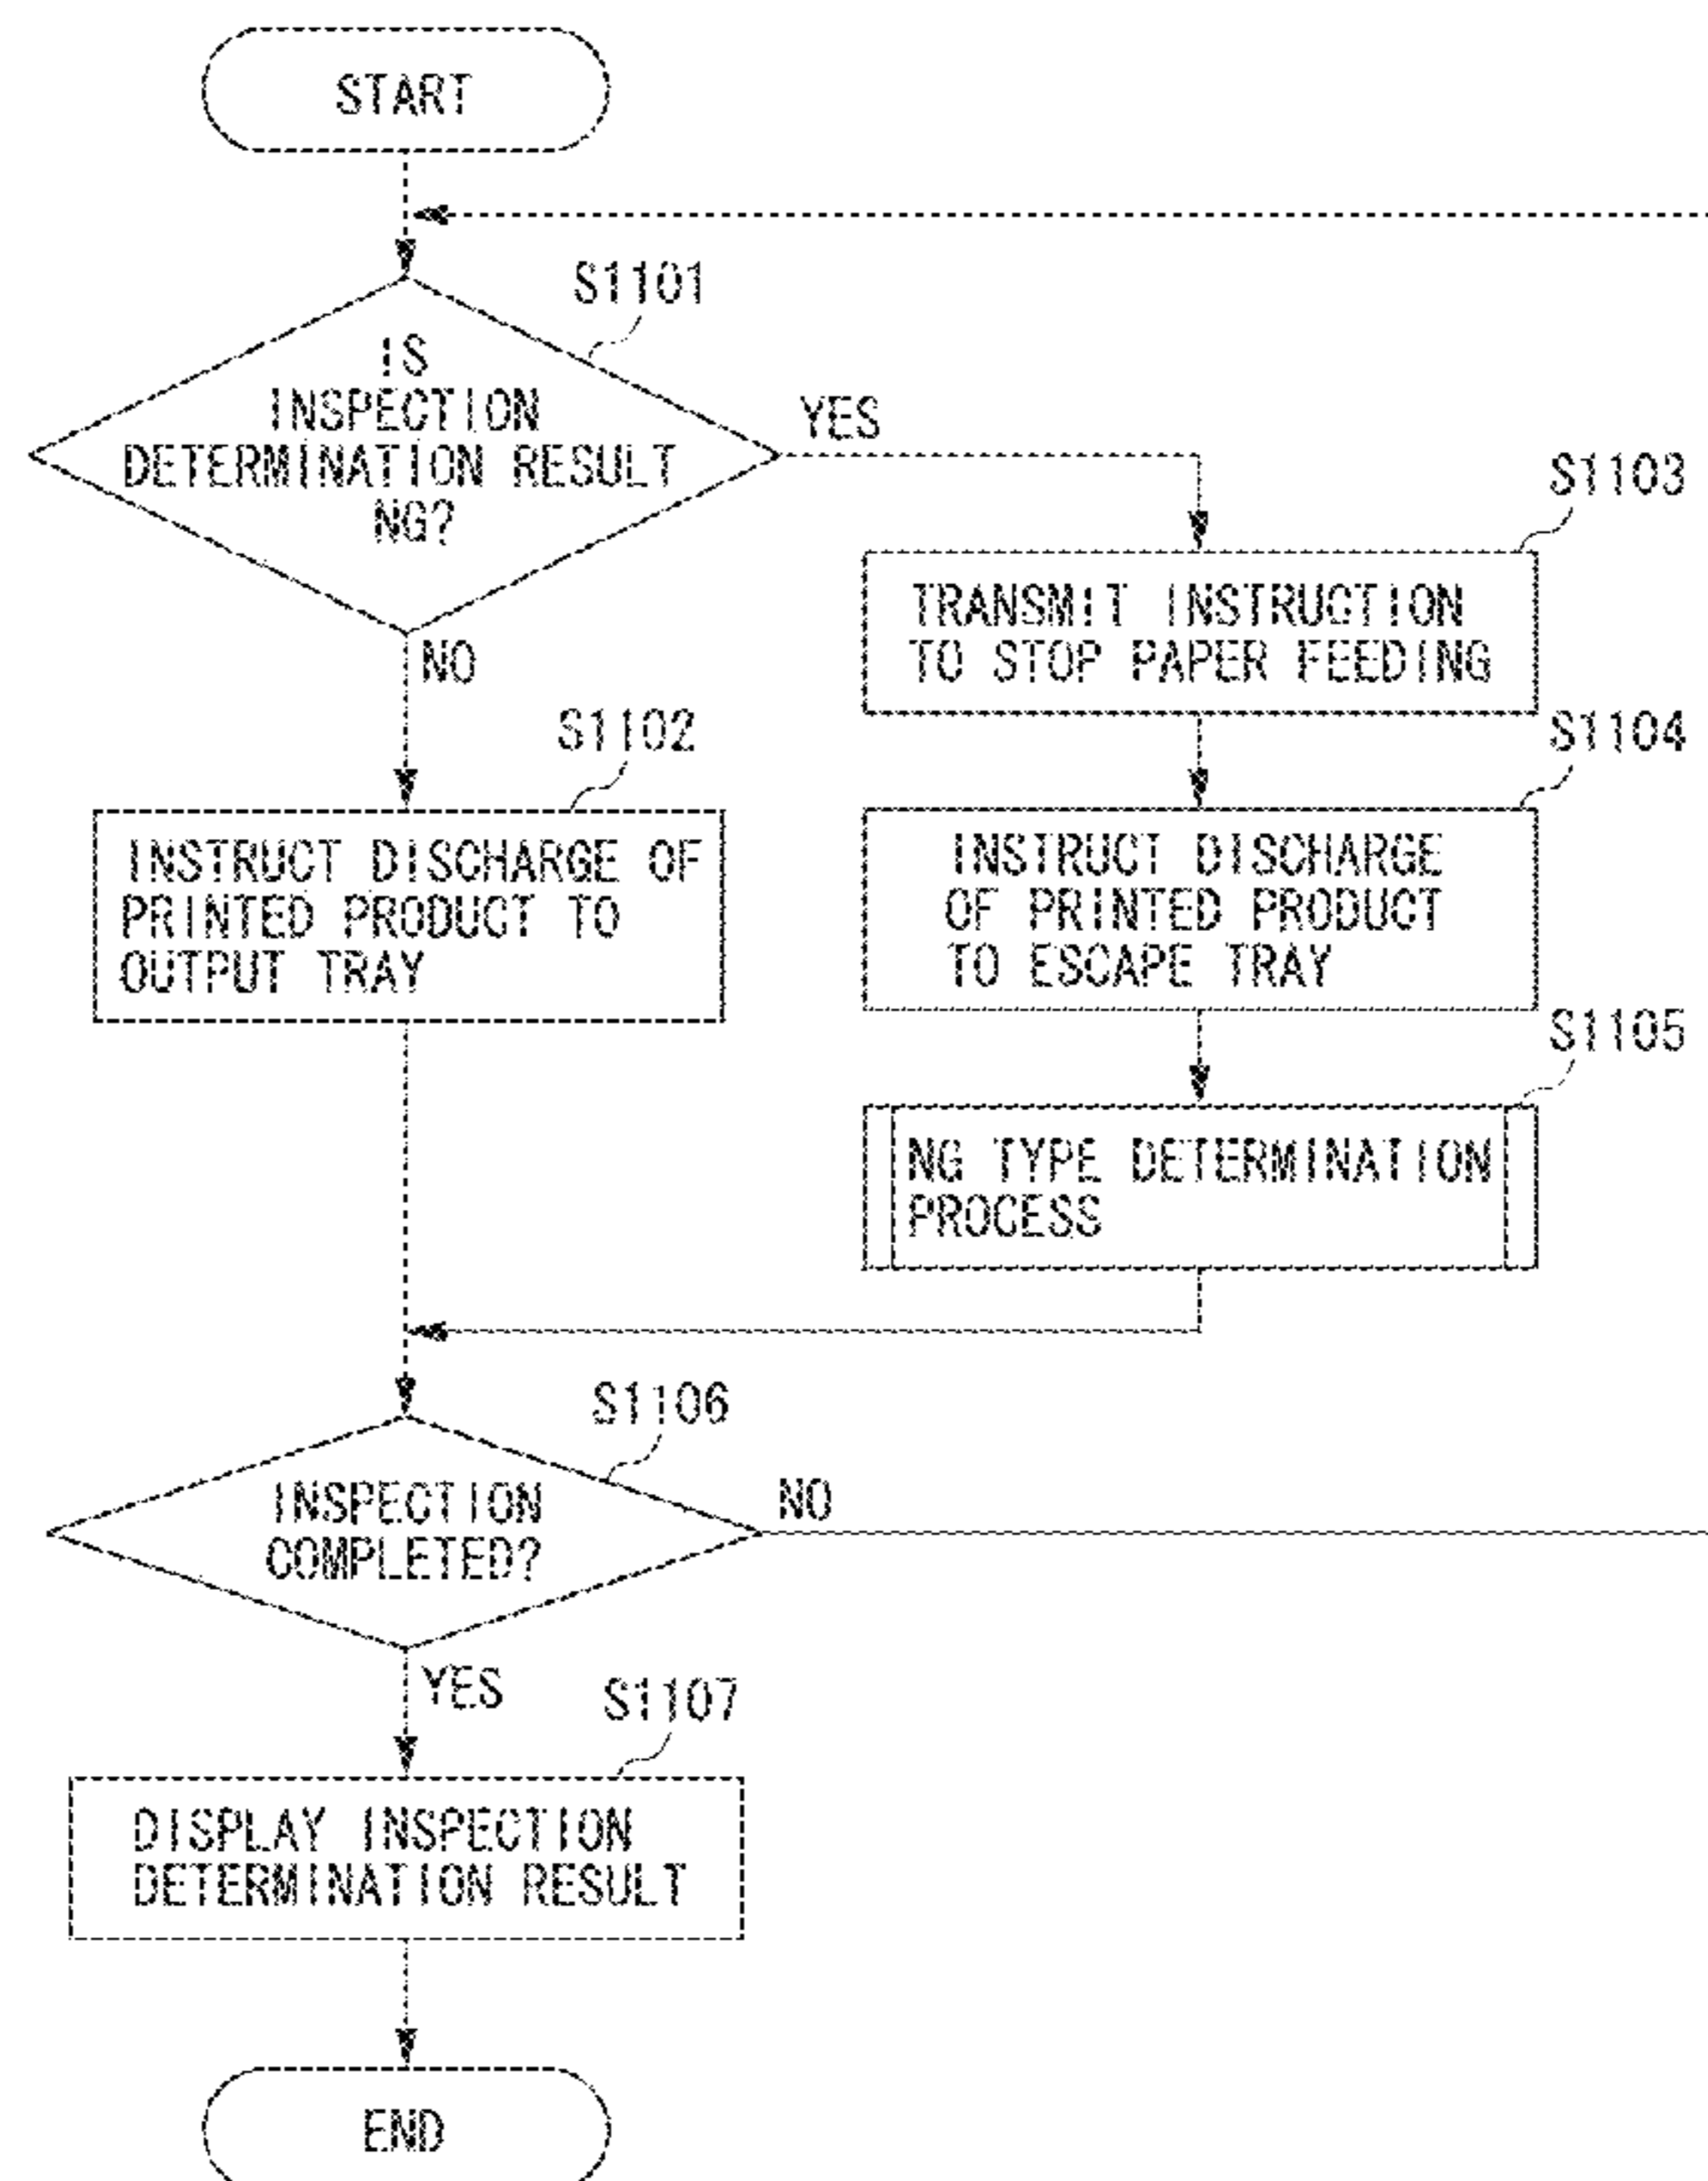 START
S1101
IS
INSPECTION
DETERMINATION RESULT
NG?
YES
NO
S1103
TRANSMIT INSTRUCTION
TO STOP PAPER FEEDING
S1102
INSTRUCT DISCHARGE OF
PRINTED PRODUCT TO
OUTPUT TRAY
S1104
INSTRUCT DISCHARGE
OF PRINTED PRODUCT
TO ESCAPE TRAY
S1105
NG TYPE DETERMINATION
PROCESS
S1106
INSPECTION
COMPLETED?
NO
YES
S1107
DISPLAY INSPECTION
DETERMINATION RESULT
END